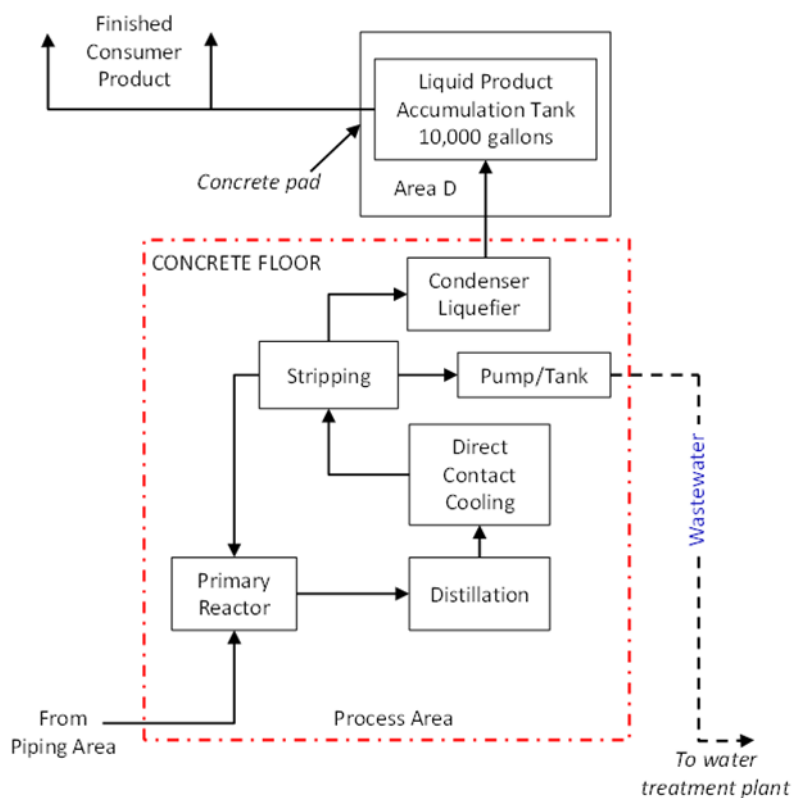 Finished
Consumer
Product
Liquid Product
Accumulation Tank
10,000 gallons
Concrete pad
Area D
CONCRETE FLOOR
Condenser
Liquefier
Stripping
Pump/Tank
Direct
Contact
Cooling
Wastewater
Primary
Reactor
Distillation
From
Piping Area
Process Area
To water
treatment plant